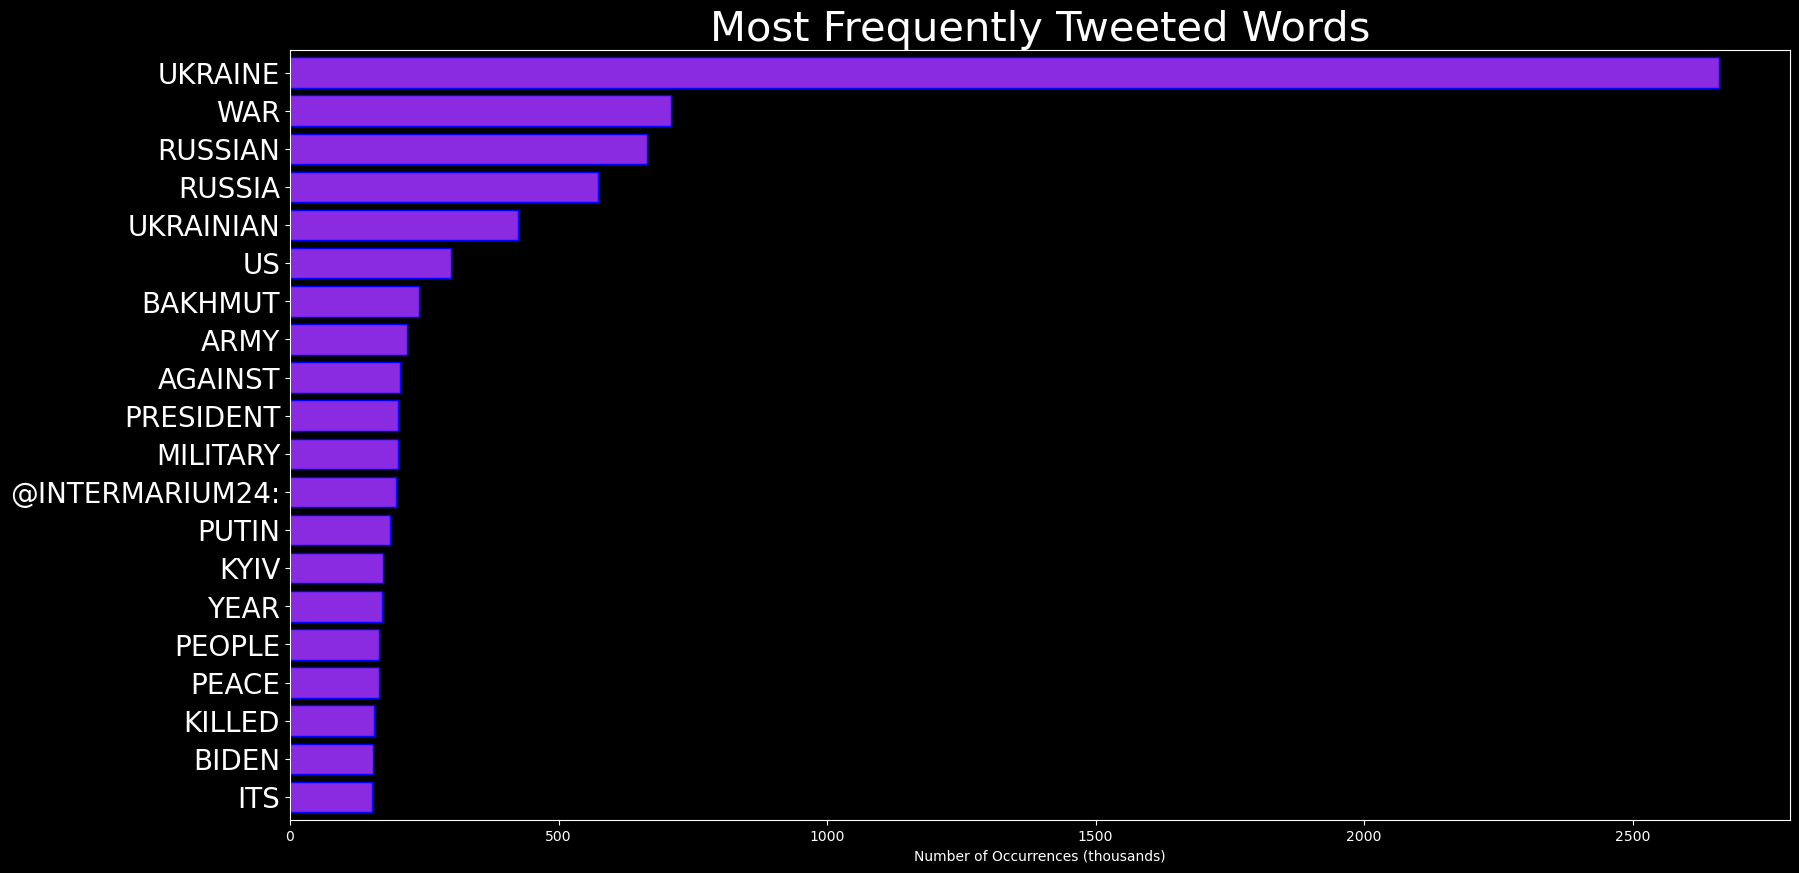 Most Frequently Tweeted Words
UKRAINE
WAR
RUSSIAN
RUSSIA
UKRAINIAN
US
BAKHMUT
ARMY
AGAINST
PRESIDENT
MILITARY
@INTERMARIUM24:
PUTIN
KYIV
YEAR
PEOPLE
PEACE
KILLED
BIDEN
ITS
0 500 1000 1500 2000 2500
Number of Occurrences (thousands)